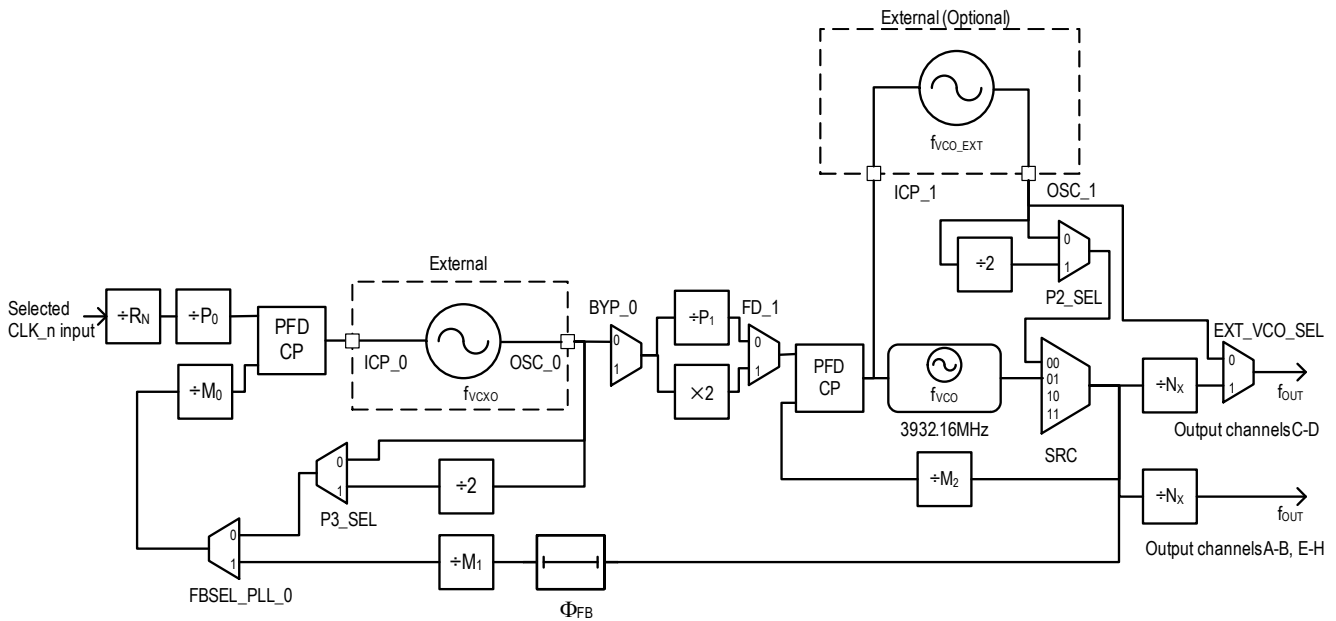 External (Optional)
fVCO_EXT
ICP_1
OSC_1
0
1
÷2
P2_SEL
External
Selected
CLK_n input
÷RN
÷P0
PFD
CP
ICP_0
OSC_0
fVCXO
BYP_0
0
1
÷P1
×2
FD_1
0
1
PFD
CP
fVCO
3932.16MHz
00
01
10
11
SRC
EXT_VCO_SEL
0
1
÷NX
fOUT
Output channelsC-D
÷M0
÷M2
÷NX
fOUT
Output channelsA-B, E-H
0
1
P3_SEL
÷2
0
1
FBSEL_PLL_0
÷M1
ΦFB